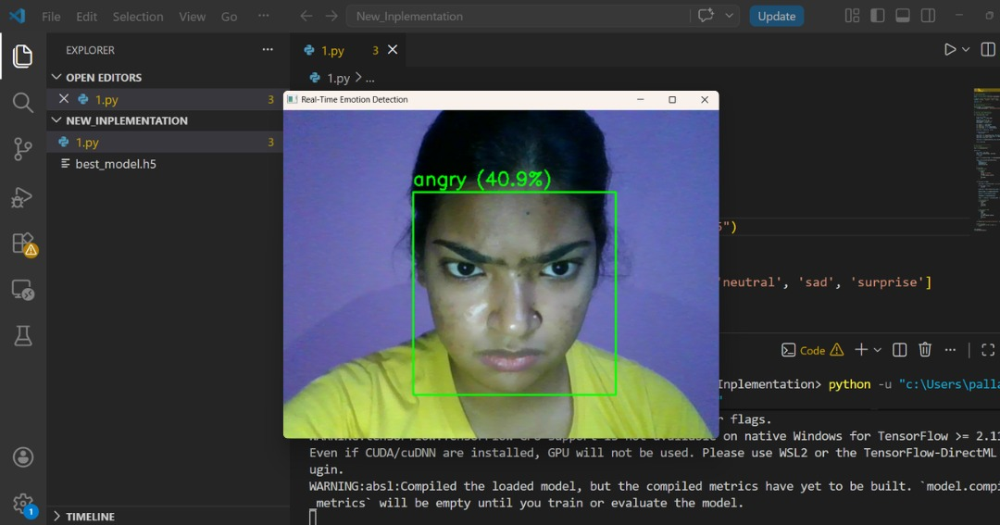 File Edit Selection View Go ...
New_Inplementation
Update
EXPLORER
OPEN EDITORS
1.py 3
NEW_INPLEMENTATION
1.py 3
best_model.h5
TIMELINE
1
1.py 3
1.py > ...
Real-Time Emotion Detection
angry (40.9%)
")
'neutral', 'sad', 'surprise']
Code
Inplementation> python -u "c:\Users\palla
"
flags.
on native Windows for TensorFlow >= 2.11
Even if CUDA/cuDNN are installed, GPU will not be used. Please use WSL2 or the TensorFlow-DirectML
ugin.
WARNING:absl:Compiled the loaded model, but the compiled metrics have yet to be built. `model.compi
_metrics` will be empty until you train or evaluate the model.